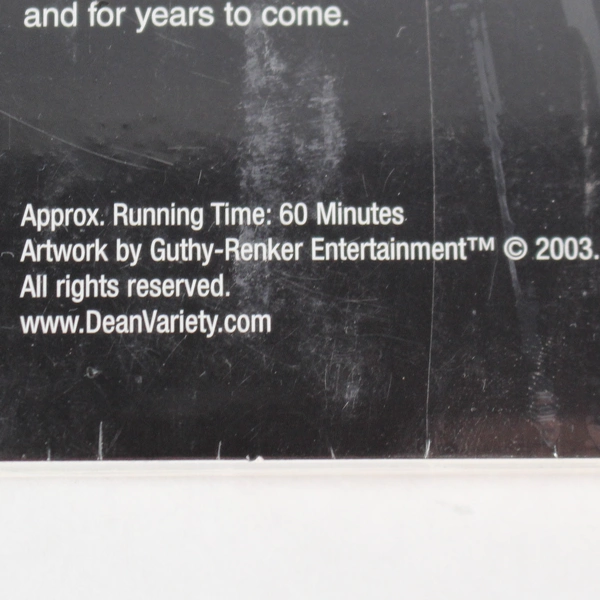 and for years to come.
Approx. Running Time: 60 Minutes
Artwork by Guthy-Renker Entertainment™ © 2003.
All rights reserved.
www.DeanVariety.com